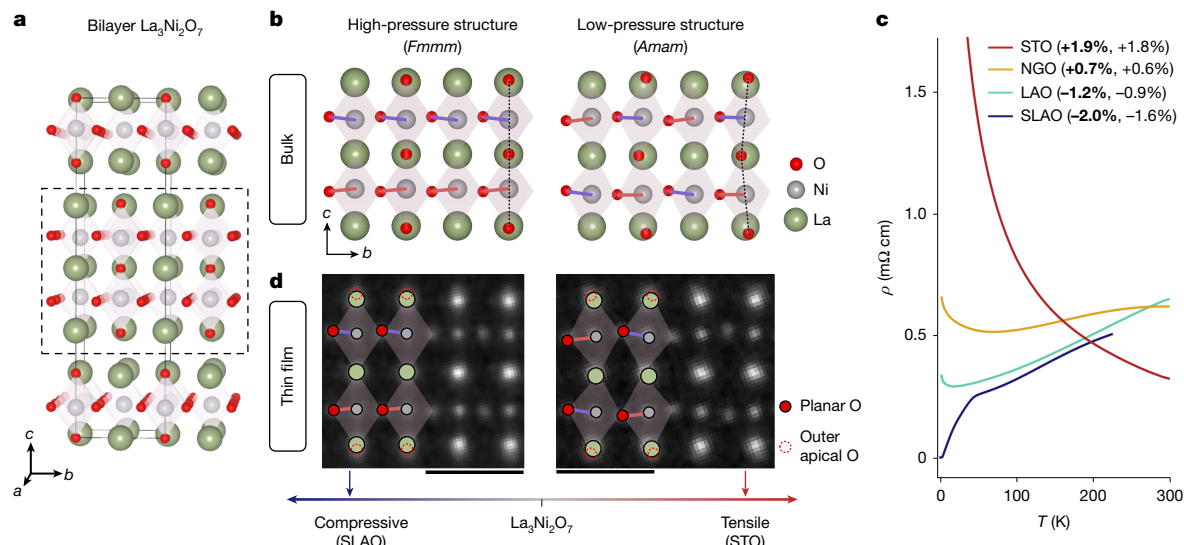 a
Bilayer La₃Ni₂O₇
c
a
b
b
High-pressure structure
(Fmmm)
Low-pressure structure
(Amam)
Bulk
c
b
O
Ni
La
c
STO (+1.9%, +1.8%)
NGO (+0.7%, +0.6%)
LAO (−1.2%, −0.9%)
SLAO (−2.0%, −1.6%)
ρ (mΩ cm)
1.5
1.0
0.5
0
0
100
200
300
T (K)
d
Thin film
Planar O
Outer
apical O
Compressive
(SLAO)
La₃Ni₂O₇
Tensile
(STO)